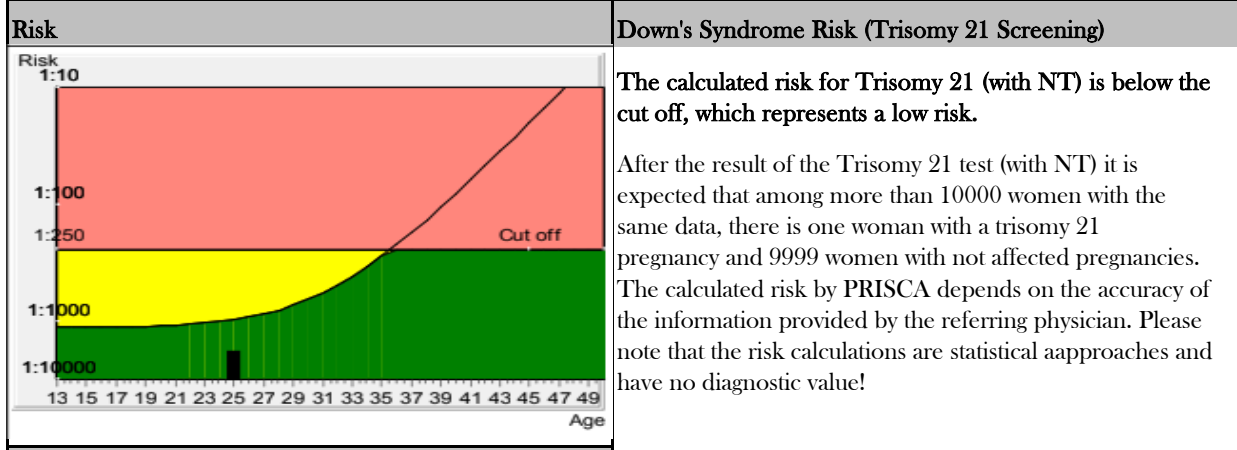 Risk
Down's Syndrome Risk (Trisomy 21 Screening)
Risk
1:10
1:100
1:250
Cut off
1:1000
1:10000
13 15 17 19 21 23 25 27 29 31 33 35 37 39 41 43 45 47 49
Age
The calculated risk for Trisomy 21 (with NT) is below the
cut off, which represents a low risk.
After the result of the Trisomy 21 test (with NT) it is
expected that among more than 10000 women with the
same data, there is one woman with a trisomy 21
pregnancy and 9999 women with not affected pregnancies.
The calculated risk by PRISCA depends on the accuracy of
the information provided by the referring physician. Please
note that the risk calculations are statistical aapproaches and
have no diagnostic value!